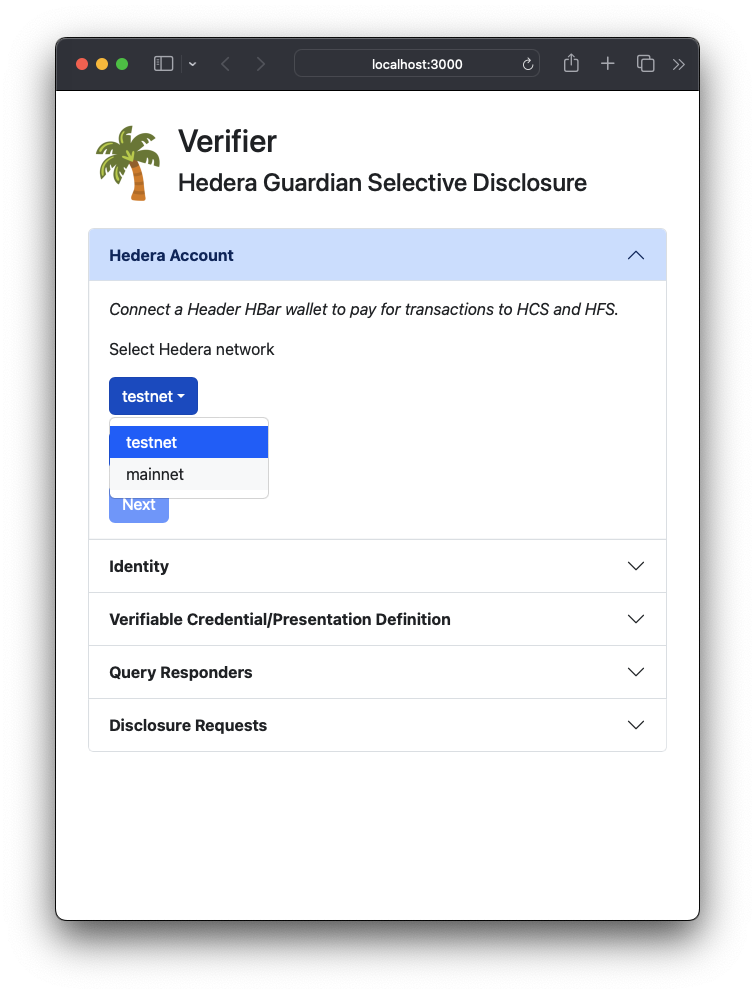 localhost:3000
Verifier
Hedera Guardian Selective Disclosure
Hedera Account
Connect a Header HBar wallet to pay for transactions to HCS and HFS.
Select Hedera network
testnet
testnet
mainnet
Next
Identity
Verifiable Credential/Presentation Definition
Query Responders
Disclosure Requests